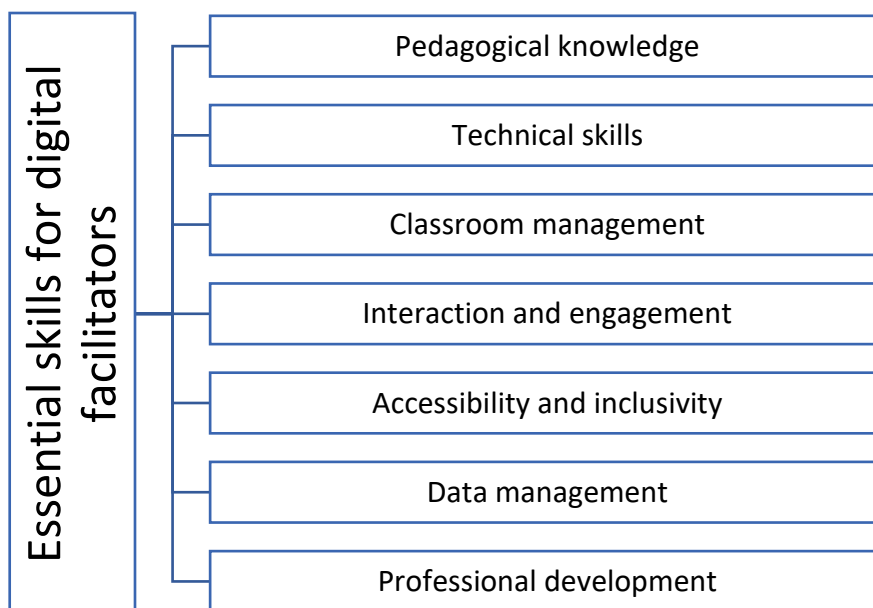 Essential skills for digital
facilitators
Pedagogical knowledge
Technical skills
Classroom management
Interaction and engagement
Accessibility and inclusivity
Data management
Professional development